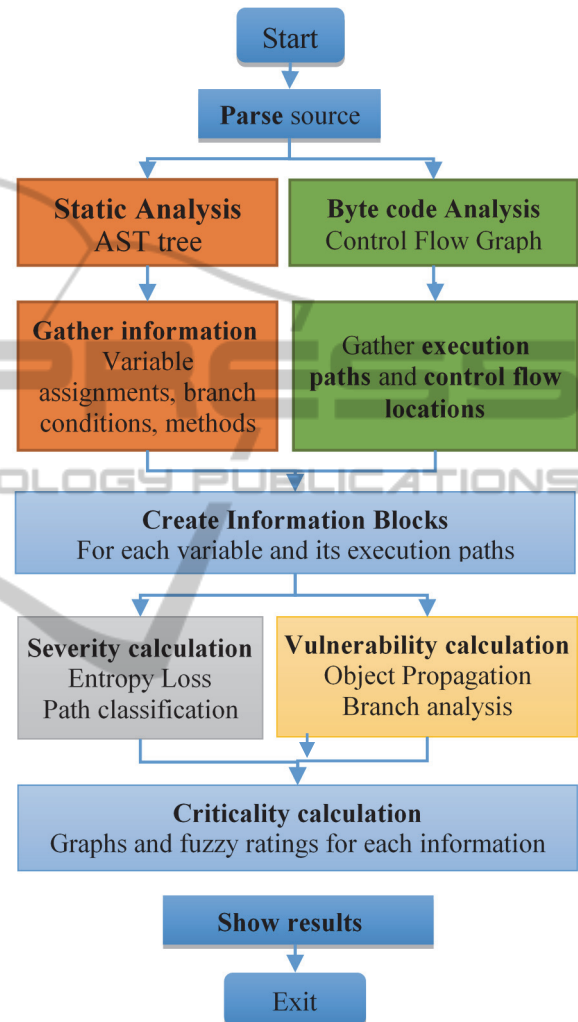 Start
Parse source
Static Analysis
AST tree
Byte code Analysis
Control Flow Graph
Gather information
Variable
assignments, branch
conditions, methods
Gather execution
paths and control flow
locations
PRESS
OLOGY PUBLICATIONS
Create Information Blocks
For each variable and its execution paths
Severity calculation
Entropy Loss
Path classification
Vulnerability calculation
Object Propagation
Branch analysis
Criticality calculation
Graphs and fuzzy ratings for each information
Show results
Exit